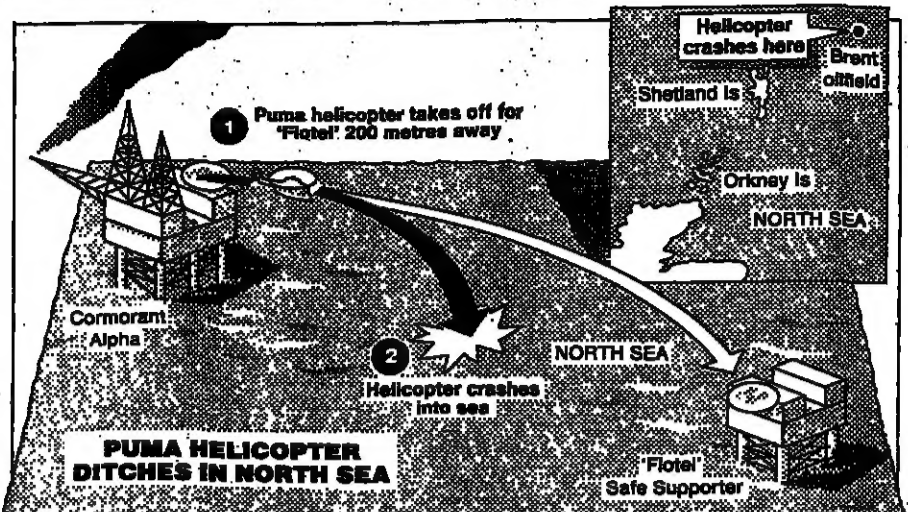 Helicopter
crashes here
Brent
oilfield
Shetland Is
Orkney Is
NORTH SEA
1 Puma helicopter takes off for
'Flotel' 200 metres away
Cormorant
Alpha
2
Helicopter crashes
into sea
NORTH SEA
PUMA HELICOPTER
DITCHES IN NORTH SEA
'Flotel'
Safe Supporter